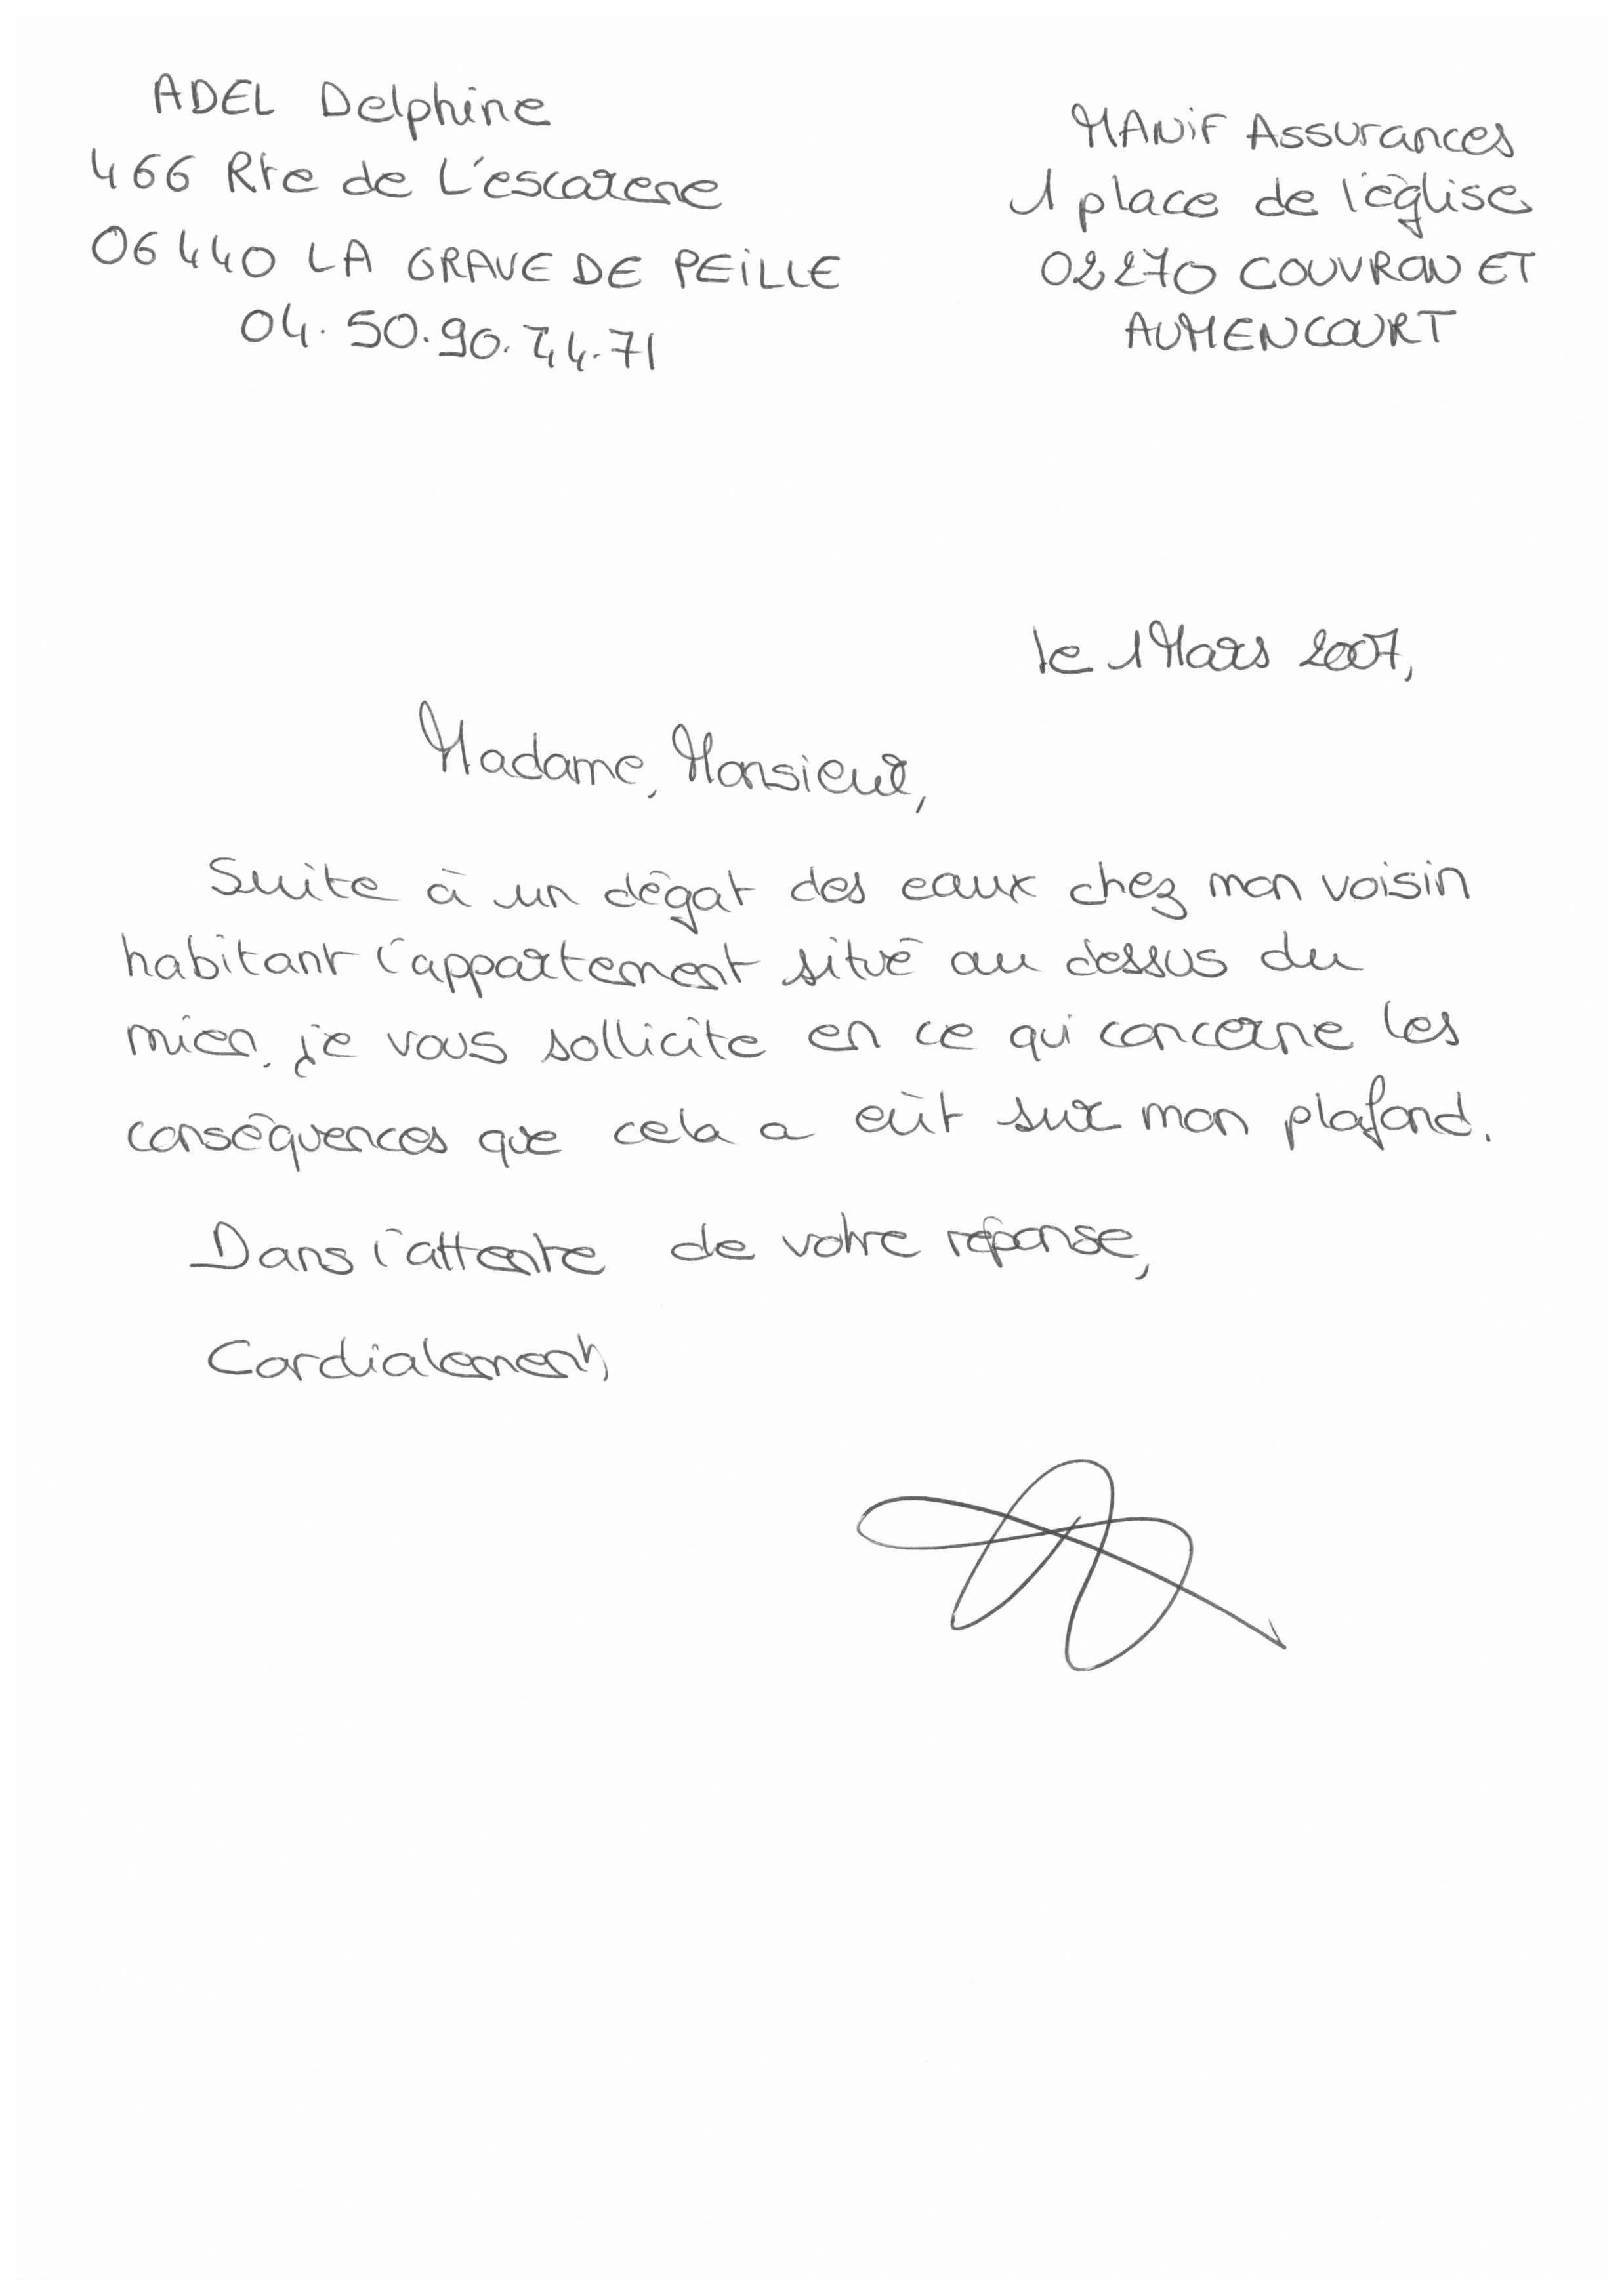 ADEL Delphine
466 Rte de L'escarene
06440 LA GRAVE DE PEILLE
04.50.90.74.71
MANIF Assurances
1 place de l'église
02270 COUVRON ET
AUMENCOURT
le 1 Mars 2007,
Madame, Monsieur,
Suite à un dégat des eaux chez mon voisin
habitant l'appartement situé au dessus du
mien, je vous sollicite en ce qui concerne les
conséquences que cela a eût sur mon plafond.
Dans l'attente de votre réponse,
Cordialement,